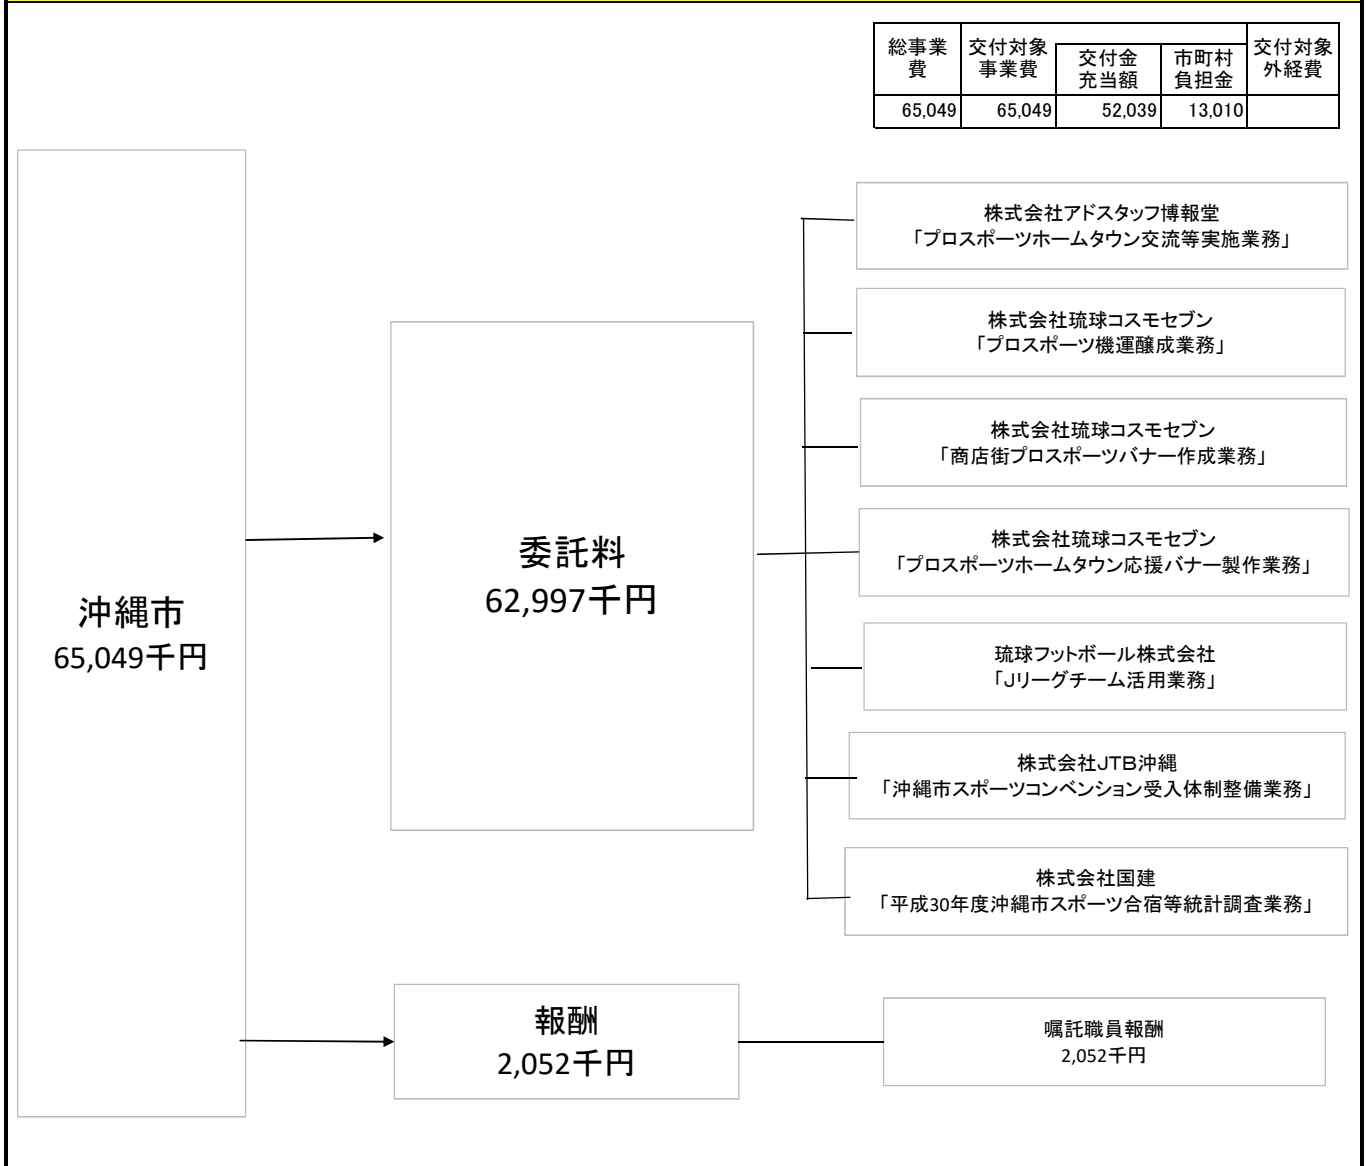 総事業
費
交付対象
事業費
交付金
充当額
市町村
負担金
交付対象
外経費
65,049
65,049
52,039
13,010
沖縄市
65,049千円
委託料
62,997千円
株式会社アドスタッフ博報堂
「プロスポーツホームタウン交流等実施業務」
株式会社琉球コスモセブン
「プロスポーツ機運醸成業務」
株式会社琉球コスモセブン
「商店街プロスポーツバナー作成業務」
株式会社琉球コスモセブン
「プロスポーツホームタウン応援バナー製作業務」
琉球フットボール株式会社
「Jリーグチーム活用業務」
株式会社JTB沖縄
「沖縄市スポーツコンベンション受入体制整備業務」
株式会社国建
「平成30年度沖縄市スポーツ合宿等統計調査業務」
報酬
2,052千円
嘱託職員報酬
2,052千円